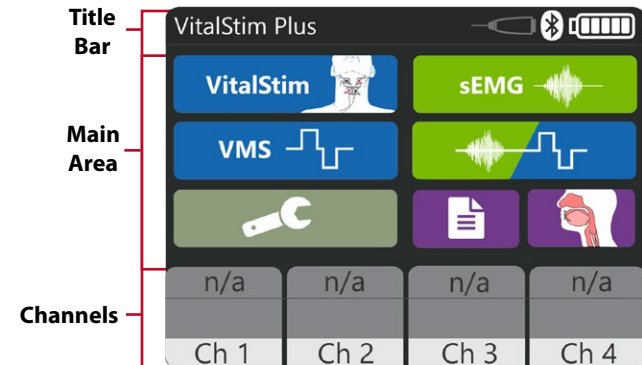 Title
Bar
VitalStim Plus
VitalStim
sEMG
Main
Area
VMS
Channels
n/a n/a n/a n/a
Ch 1 Ch 2 Ch 3 Ch 4